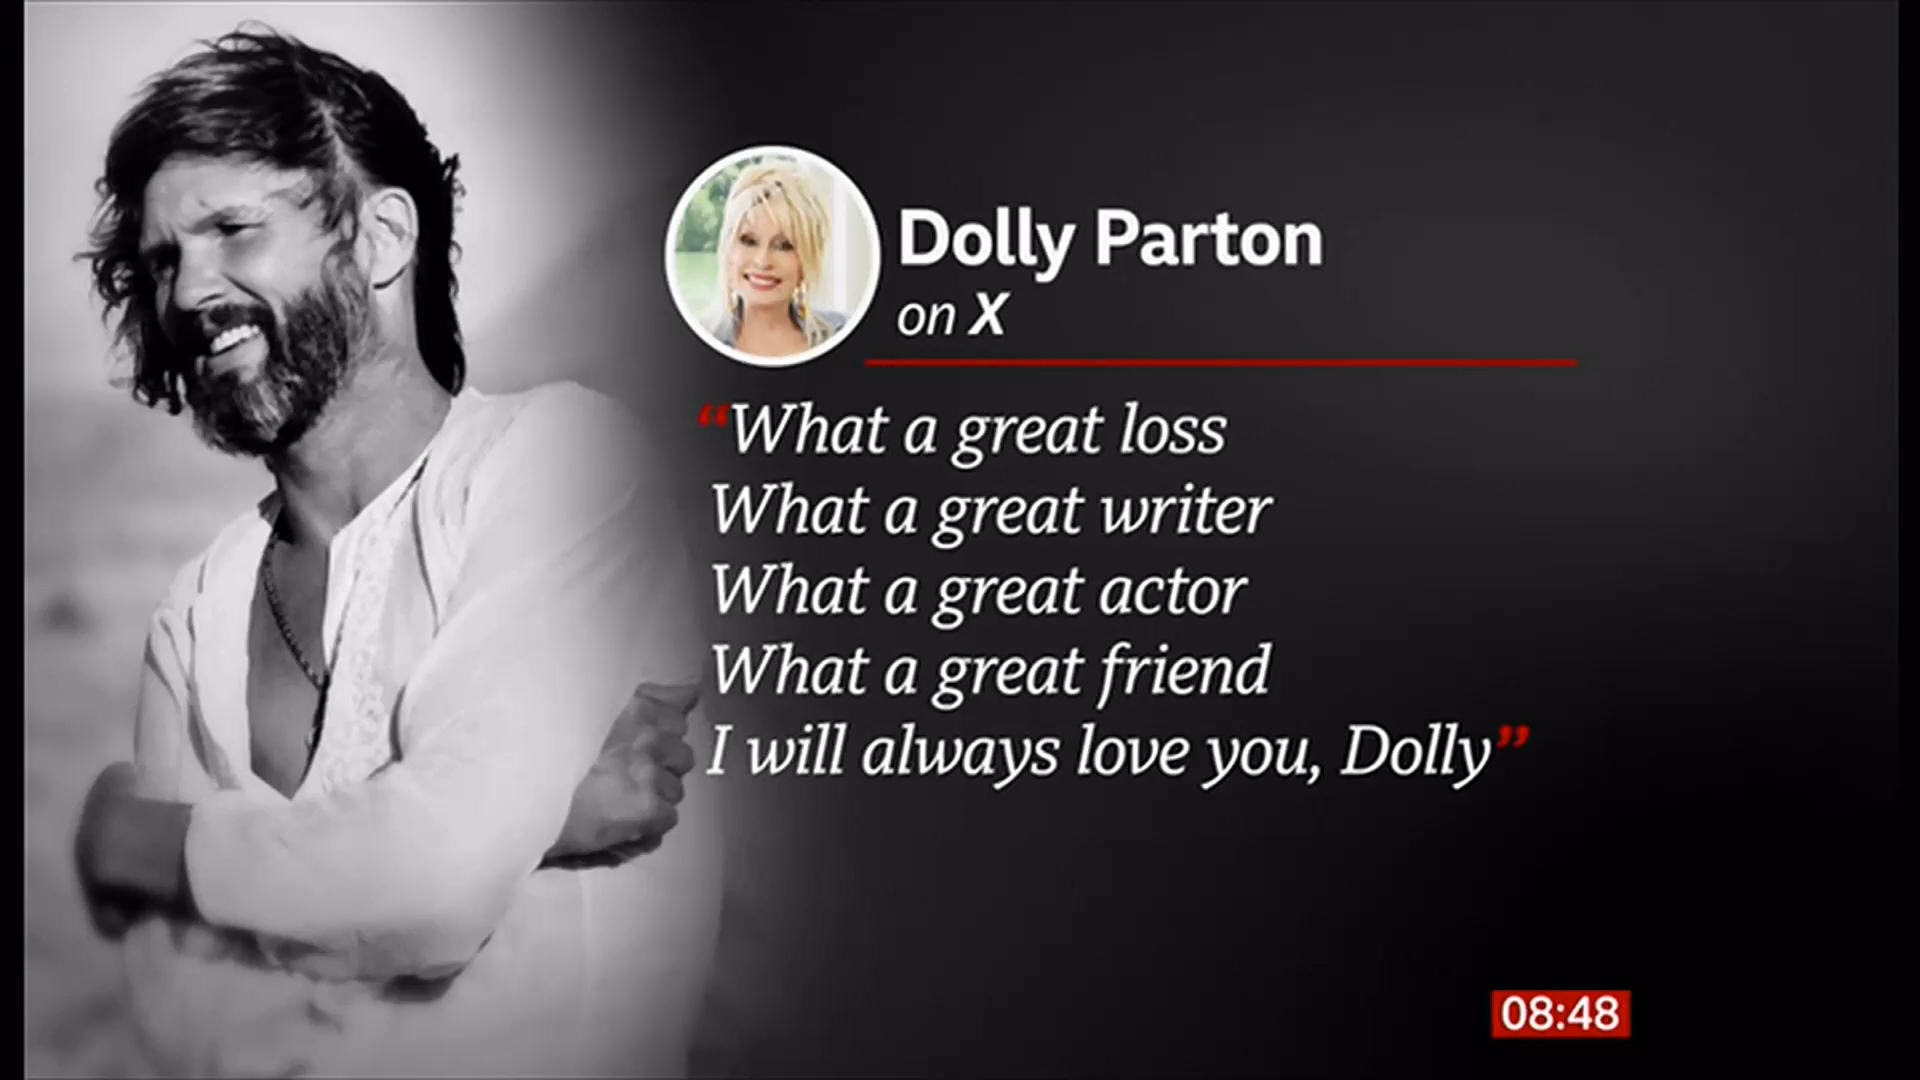 Dolly Parton
on X
“What a great loss
What a great writer
What a great actor
What a great friend
I will always love you, Dolly”
08:48